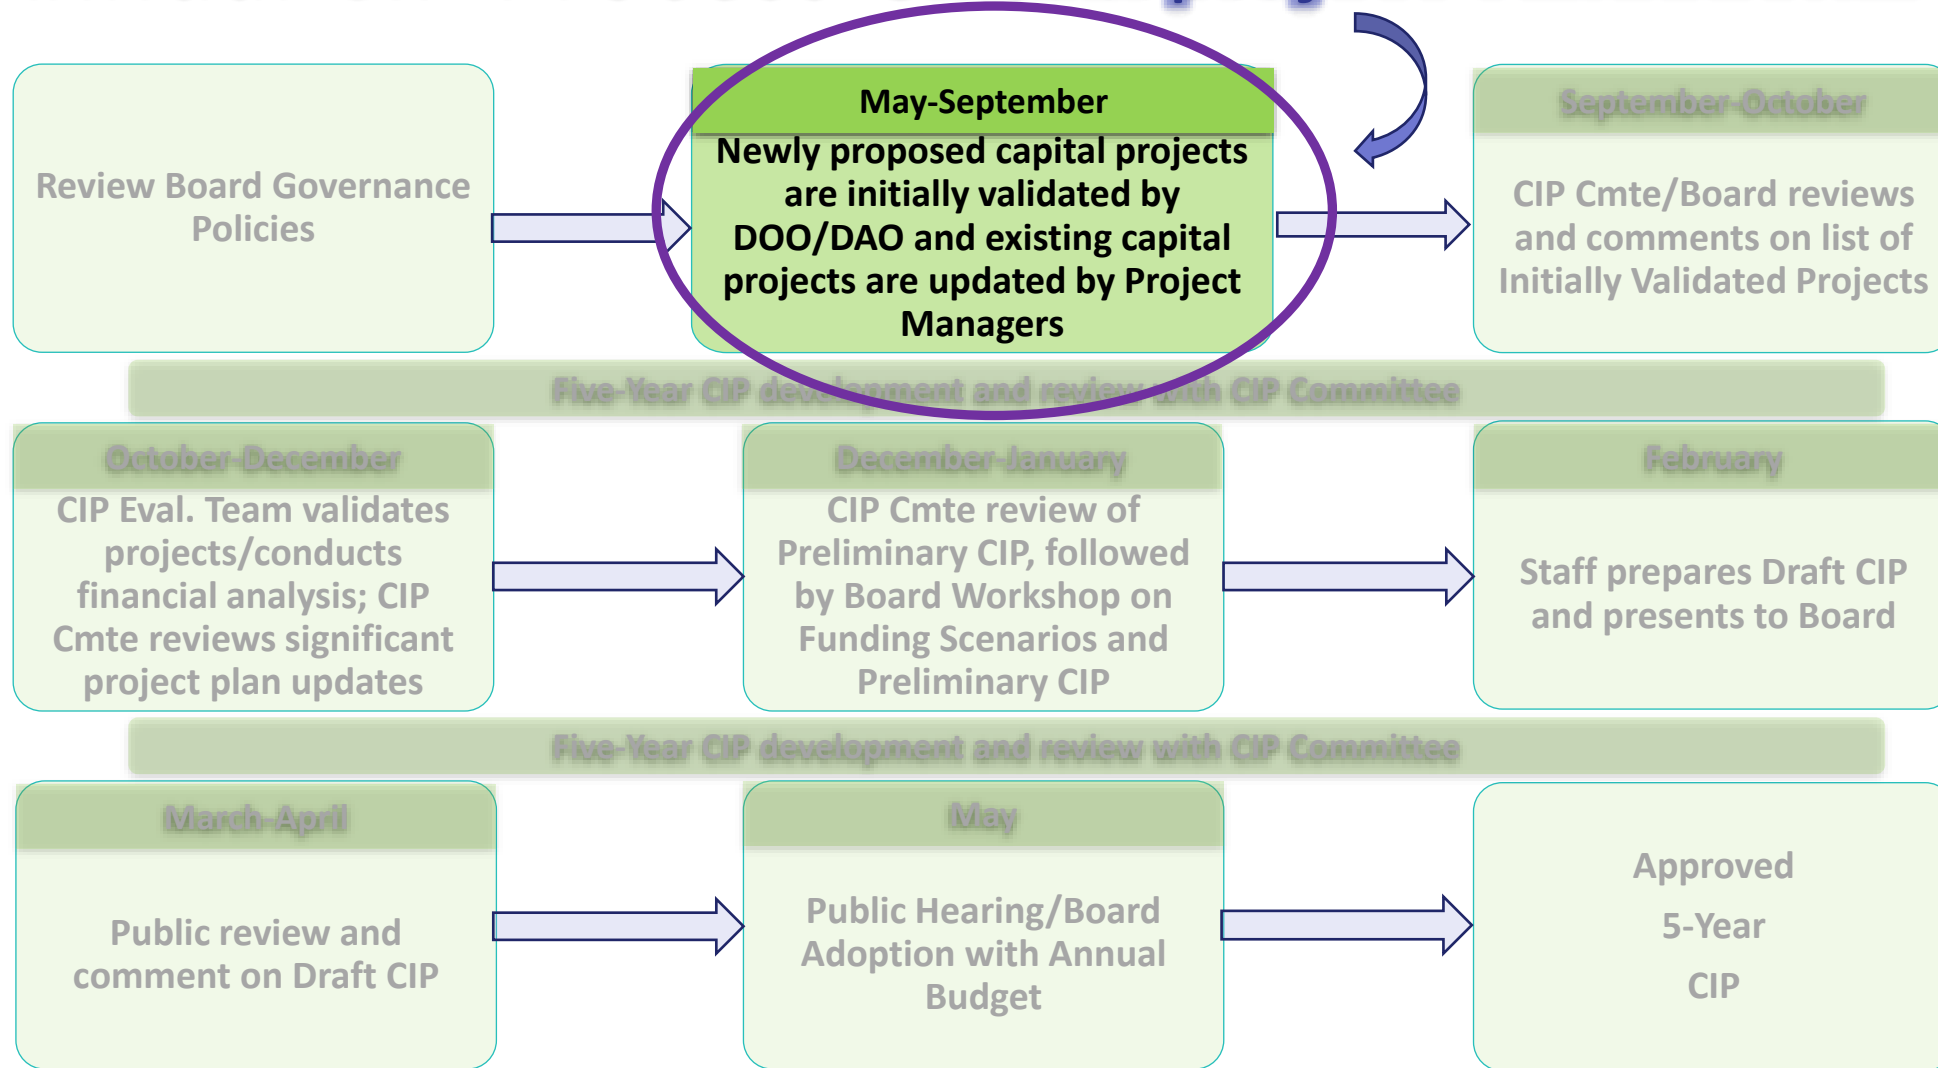 Review Board Governance
Policies
May-September
Newly proposed capital projects
are initially validated by
DOO/DAO and existing capital
projects are updated by Project
Managers
September-October
CIP Cmte/Board reviews
and comments on list of
Initially Validated Projects
Five-Year CIP development and review with CIP Committee
October-December
CIP Eval. Team validates
projects/conducts
financial analysis; CIP
Cmte reviews significant
project plan updates
December-January
CIP Cmte review of
Preliminary CIP, followed
by Board Workshop on
Funding Scenarios and
Preliminary CIP
February
Staff prepares Draft CIP
and presents to Board
Five-Year CIP development and review with CIP Committee
March-April
Public review and
comment on Draft CIP
May
Public Hearing/Board
Adoption with Annual
Budget
Approved
5-Year
CIP